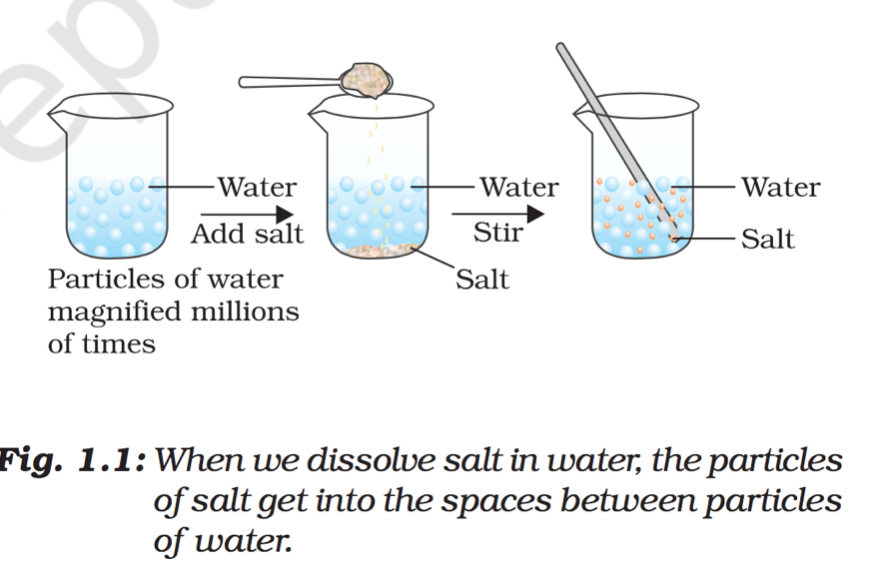 Water
Add salt
Particles of water
magnified millions
of times
Water
Stir
Salt
Water
Salt
Fig. 1.1: When we dissolve salt in water, the particles
of salt get into the spaces between particles
of water.